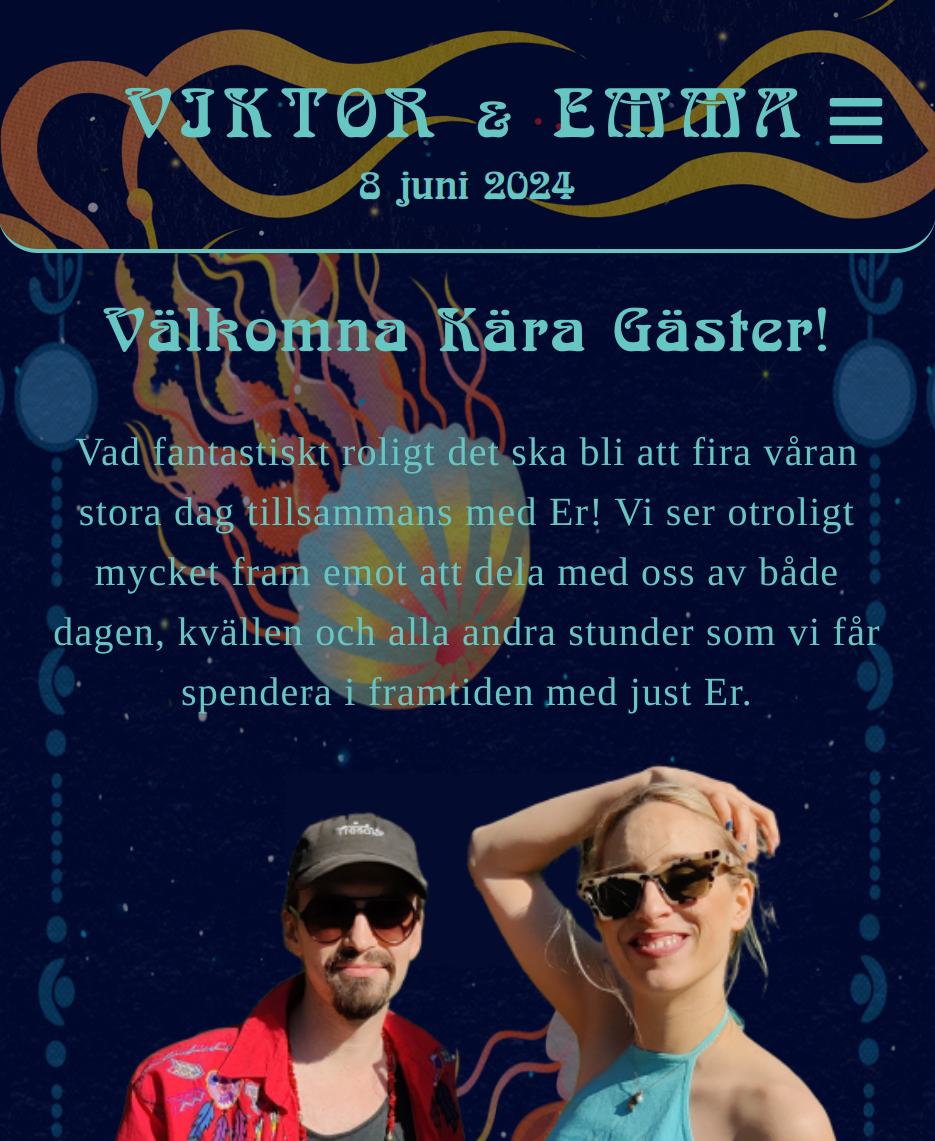 VIKTOR & EMMA
8 juni 2024
Välkomna Kära Gäster!
Vad fantastiskt roligt det ska bli att fira våran
stora dag tillsammans med Er! Vi ser otroligt
mycket fram emot att dela med oss av både
dagen, kvällen och alla andra stunder som vi får
spendera i framtiden med just Er.